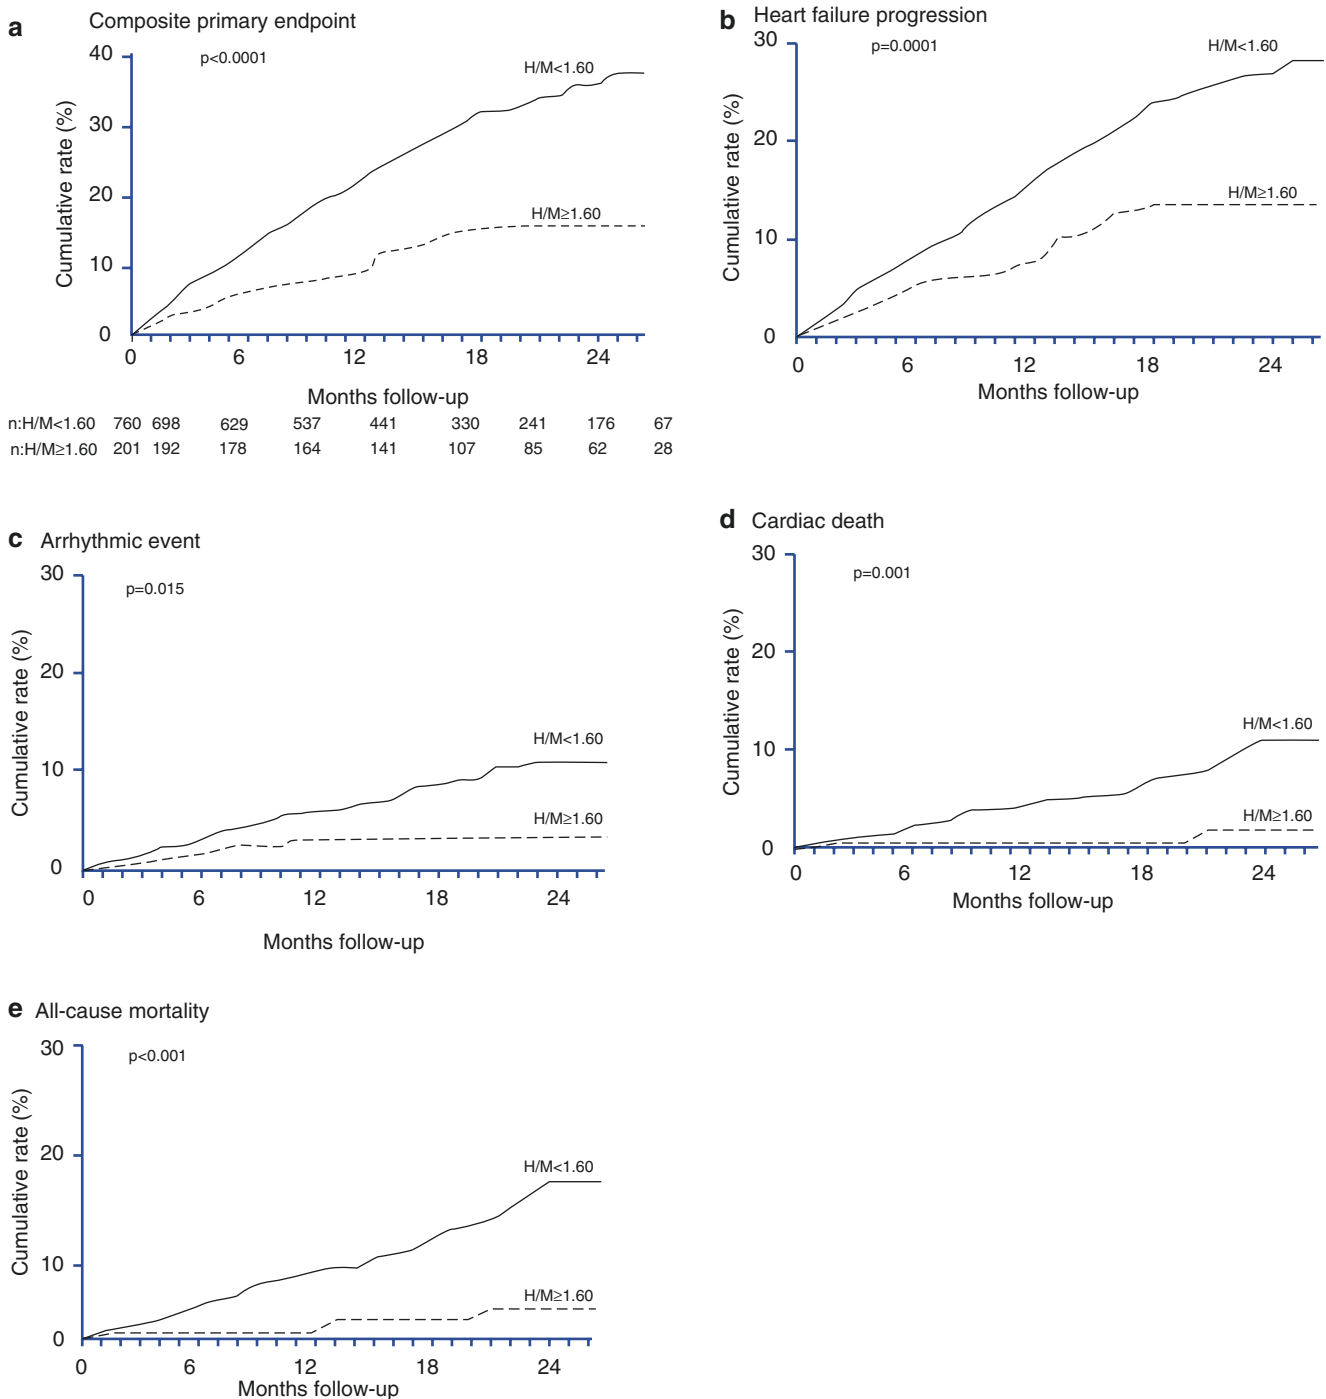 a Composite primary endpoint
p<0.0001
H/M<1.60
H/M≥1.60
Cumulative rate (%)
40
30
20
10
0
0 6 12 18 24
Months follow-up
n:H/M<1.60 760 698 629 537 441 330 241 176 67
n:H/M≥1.60 201 192 178 164 141 107 85 62 28
b Heart failure progression
p=0.0001
H/M<1.60
H/M≥1.60
Cumulative rate (%)
30
20
10
0
0 6 12 18 24
Months follow-up
c Arrhythmic event
p=0.015
H/M<1.60
H/M≥1.60
Cumulative rate (%)
30
20
10
0
0 6 12 18 24
Months follow-up
d Cardiac death
p=0.001
H/M<1.60
H/M≥1.60
Cumulative rate (%)
30
20
10
0
0 6 12 18 24
Months follow-up
e All-cause mortality
p<0.001
H/M<1.60
H/M≥1.60
Cumulative rate (%)
30
20
10
0
0 6 12 18 24
Months follow-up